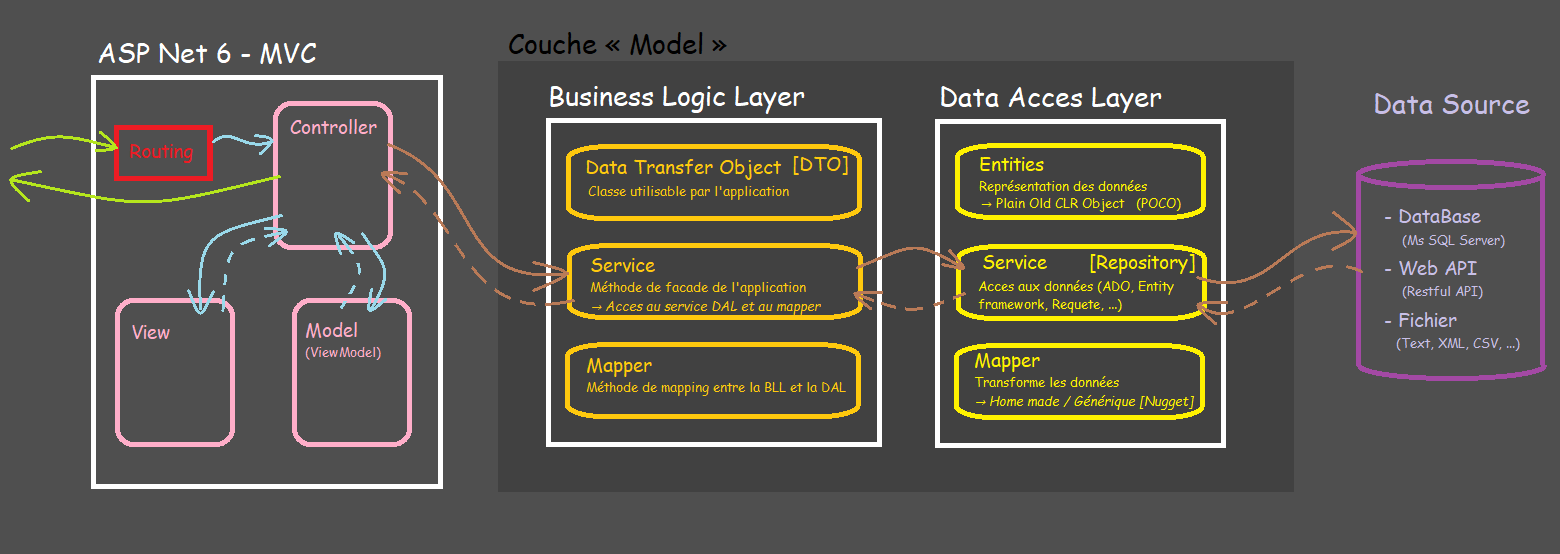 ASP Net 6 - MVC
Routing
Controller
View
Model
(ViewModel)
Couche « Model »
Business Logic Layer
Data Transfer Object [DTO]
Classe utilisable par l'application
Service
Méthode de facade de l'application
→ Acces au service DAL et au mapper
Mapper
Méthode de mapping entre la BLL et la DAL
Data Acces Layer
Entities
Représentation des données
→ Plain Old CLR Object (POCO)
Service [Repository]
Acces aux données (ADO, Entity
framework, Requete, ...)
Mapper
Transforme les données
→ Home made / Générique [Nugget]
Data Source
- DataBase
(Ms SQL Server)
- Web API
(Restful API)
- Fichier
(Text, XML, CSV, ...)